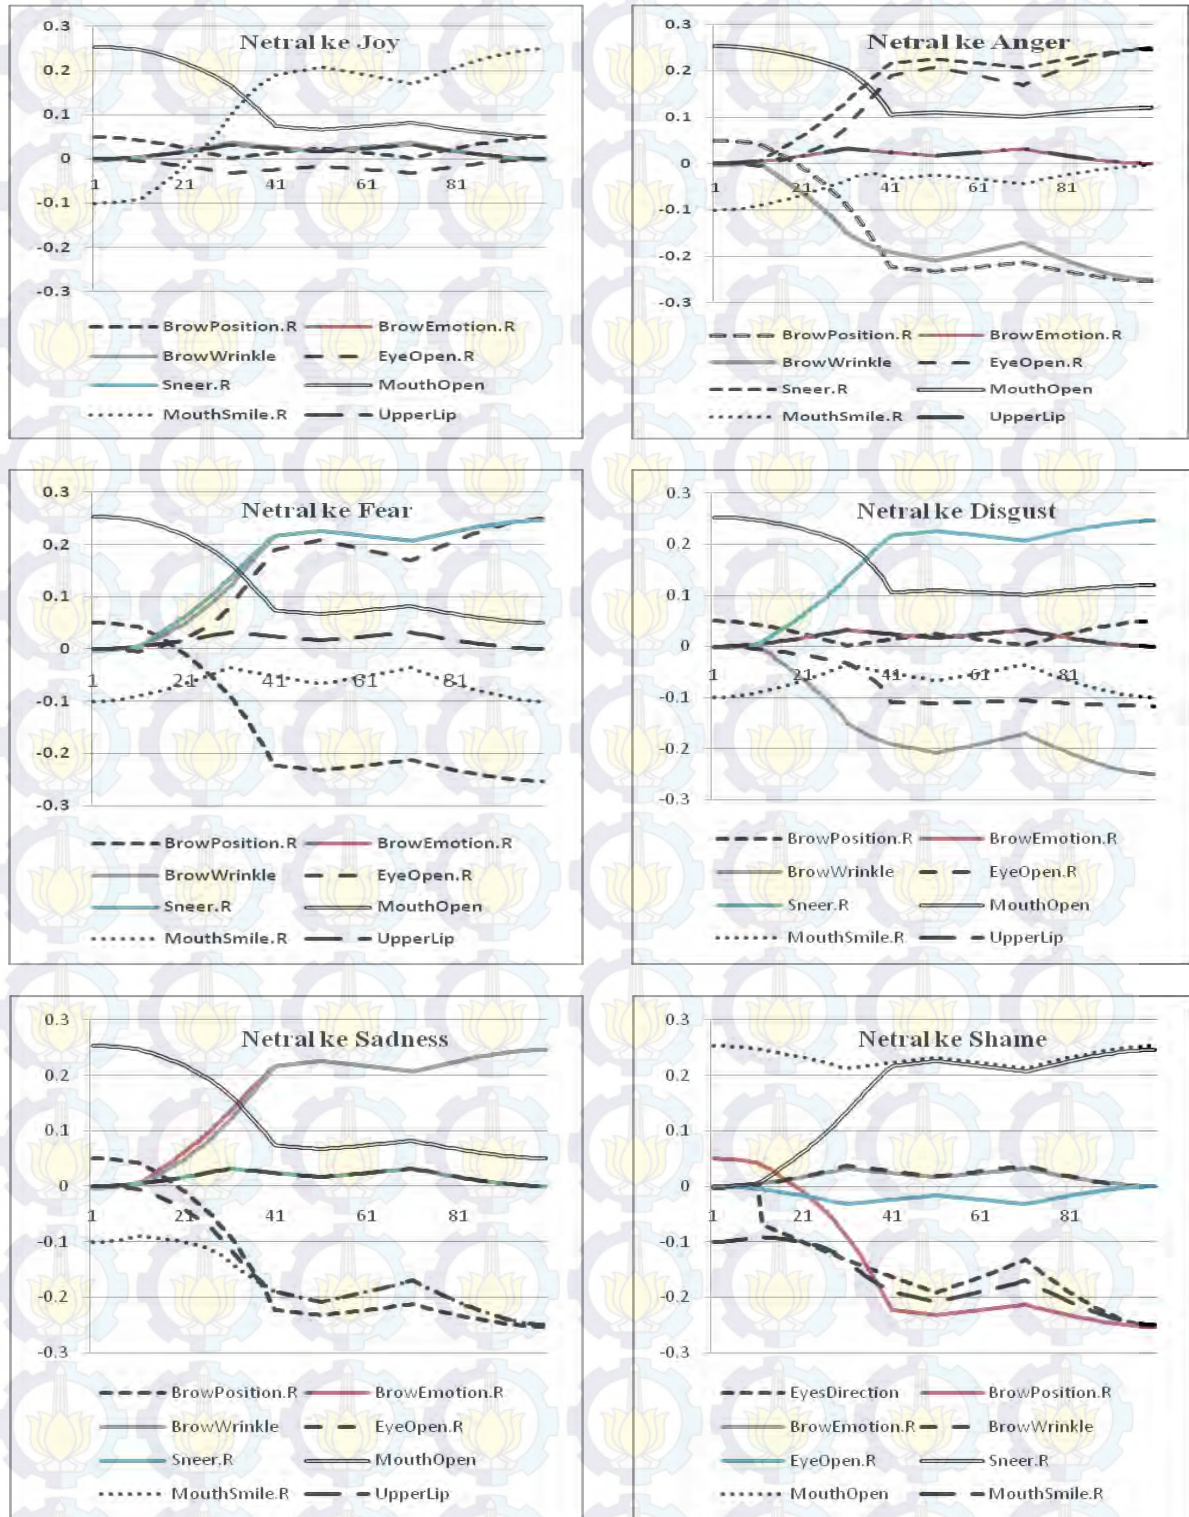 Netral ke Joy
0.3
0.2
0.1
0
-0.1
-0.2
-0.3
1 21 41 61 81
BrowPosition.R BrowEmotion.R
BrowWrinkle EyeOpen.R
Sneer.R MouthOpen
MouthSmile.R UpperLip
Netral ke Anger
0.3
0.2
0.1
0
-0.1
-0.2
-0.3
1 21 41 61 81
BrowPosition.R BrowEmotion.R
BrowWrinkle EyeOpen.R
Sneer.R MouthOpen
MouthSmile.R UpperLip
Netral ke Fear
0.3
0.2
0.1
0
-0.1
-0.2
-0.3
1 21 41 61 81
BrowPosition.R BrowEmotion.R
BrowWrinkle EyeOpen.R
Sneer.R MouthOpen
MouthSmile.R UpperLip
Netral ke Disgust
0.3
0.2
0.1
0
-0.1
-0.2
-0.3
1 21 41 61 81
BrowPosition.R BrowEmotion.R
BrowWrinkle EyeOpen.R
Sneer.R MouthOpen
MouthSmile.R UpperLip
Netral ke Sadness
0.3
0.2
0.1
0
-0.1
-0.2
-0.3
1 21 41 61 81
BrowPosition.R BrowEmotion.R
BrowWrinkle EyeOpen.R
Sneer.R MouthOpen
MouthSmile.R UpperLip
Netral ke Shame
0.3
0.2
0.1
0
-0.1
-0.2
-0.3
1 21 41 61 81
EyesDirection BrowPosition.R
BrowEmotion.R BrowWrinkle
EyeOpen.R Sneer.R
MouthOpen MouthSmile.R